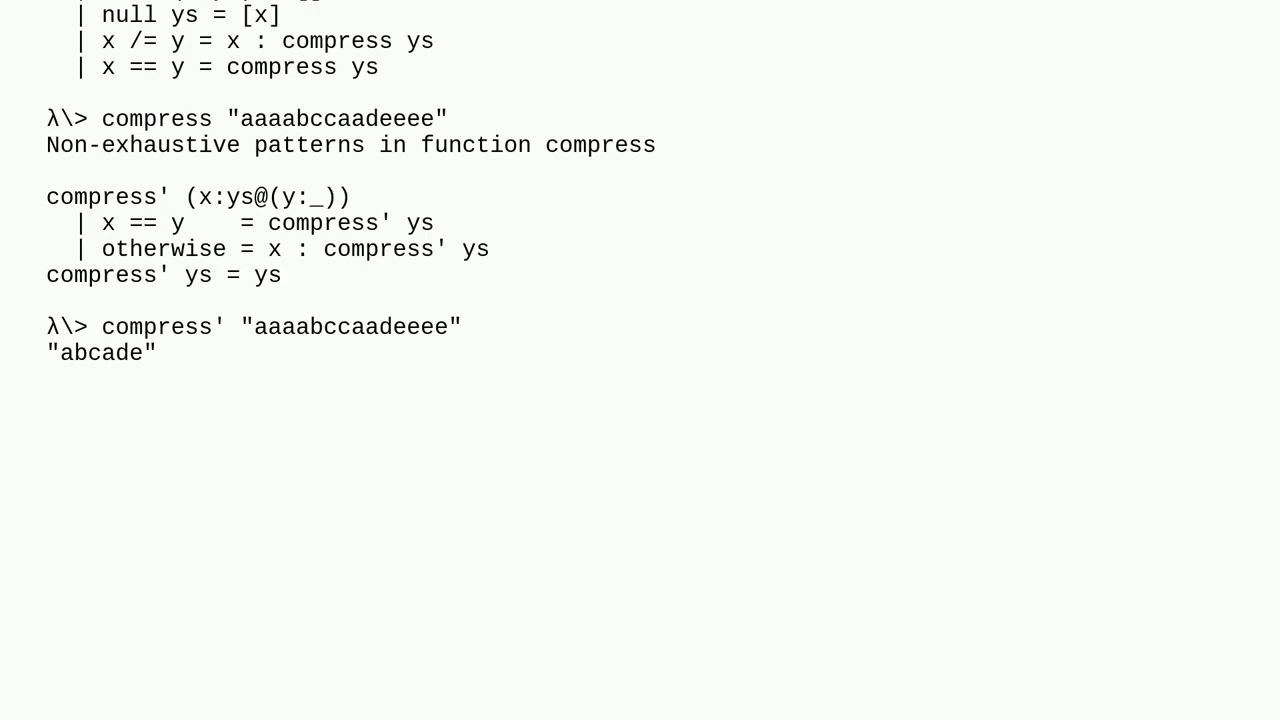 | null ys = [x]
| x /= y = x : compress ys
| x == y = compress ys
λ\> compress "aaaabccaadeeee"
Non-exhaustive patterns in function compress
compress' (x:ys@(y:_))
| x == y    = compress' ys
| otherwise = x : compress' ys
compress' ys = ys
λ\> compress' "aaaabccaadeeee"
"abcade"